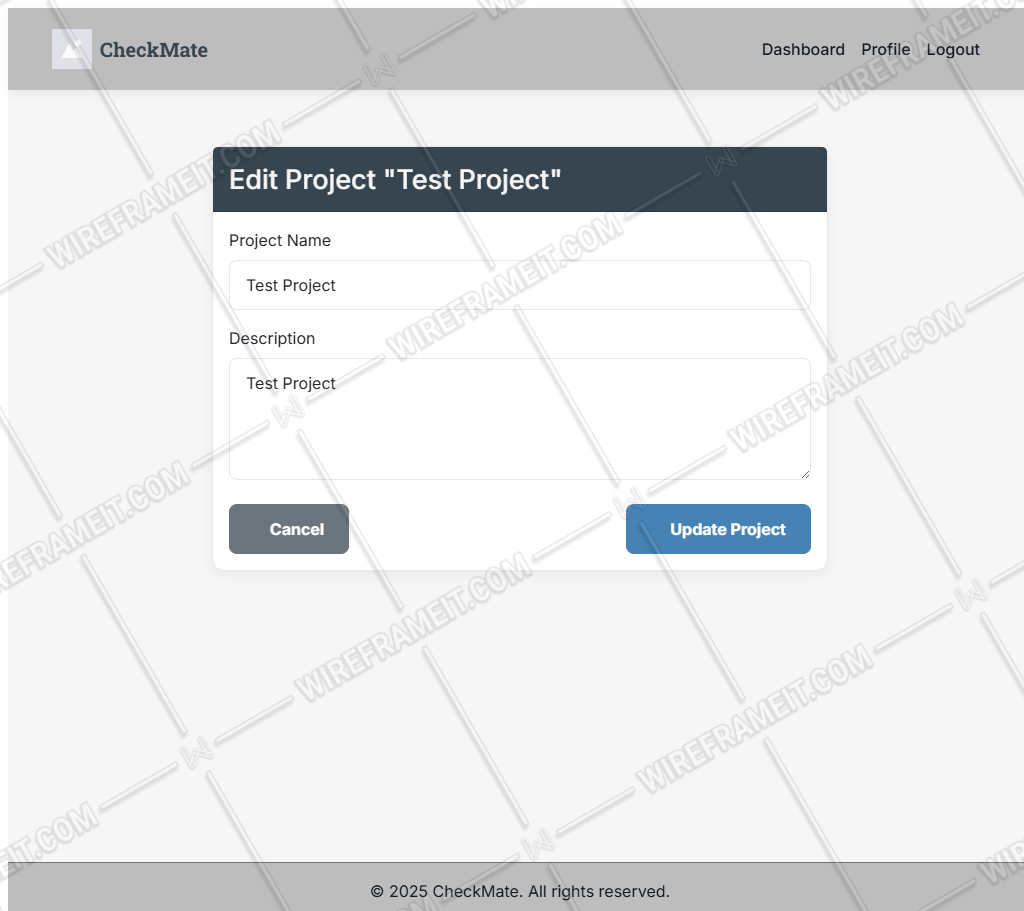 CheckMate
Dashboard Profile Logout
Edit Project "Test Project"
Project Name
Test Project
Description
Test Project
Cancel
Update Project
© 2025 CheckMate. All rights reserved.
WIREFRAMEIT.COM